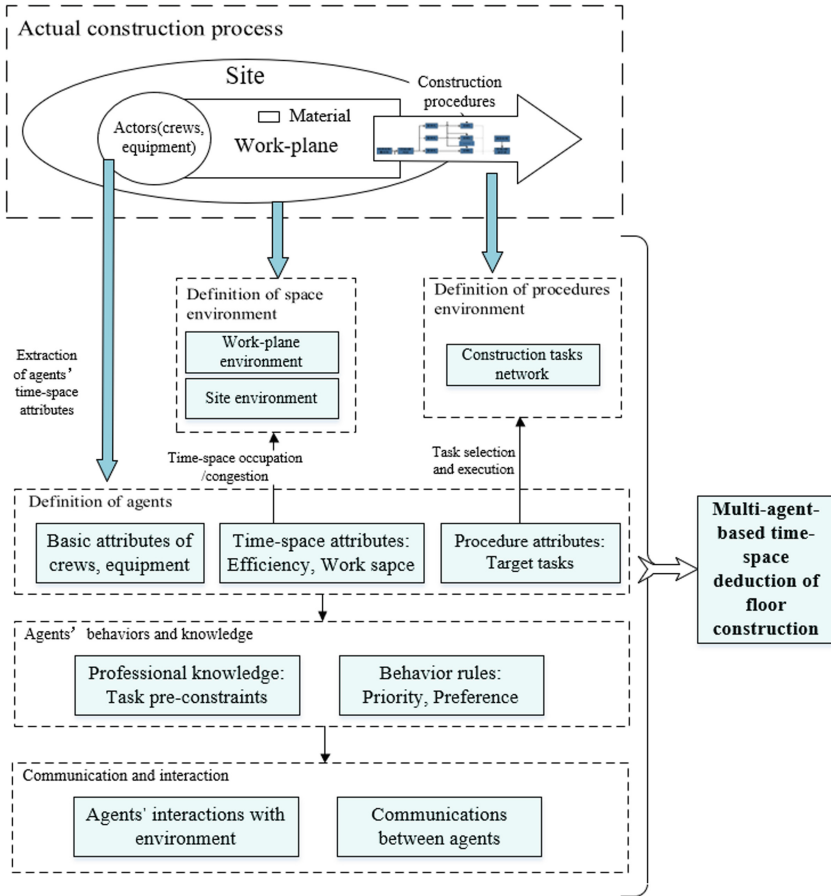 Actual construction process
Site
Construction
procedures
Material
Actors(crews,
equipment)
Work-plane
Definition of space
environment
Work-plane
environment
Site environment
Definition of procedures
environment
Construction tasks
network
Extraction
of agents’
time-space
attributes
Time-space occupation
/congestion
Task selection
and execution
Definition of agents
Basic attributes of
crews, equipment
Time-space attributes:
Efficiency, Work sapce
Procedure attributes:
Target tasks
Multi-agent-
based time-
space
deduction of
floor
construction
Agents’ behaviors and knowledge
Professional knowledge:
Task pre-constraints
Behavior rules:
Priority, Preference
Communication and interaction
Agents' interactions with
environment
Communications
between agents